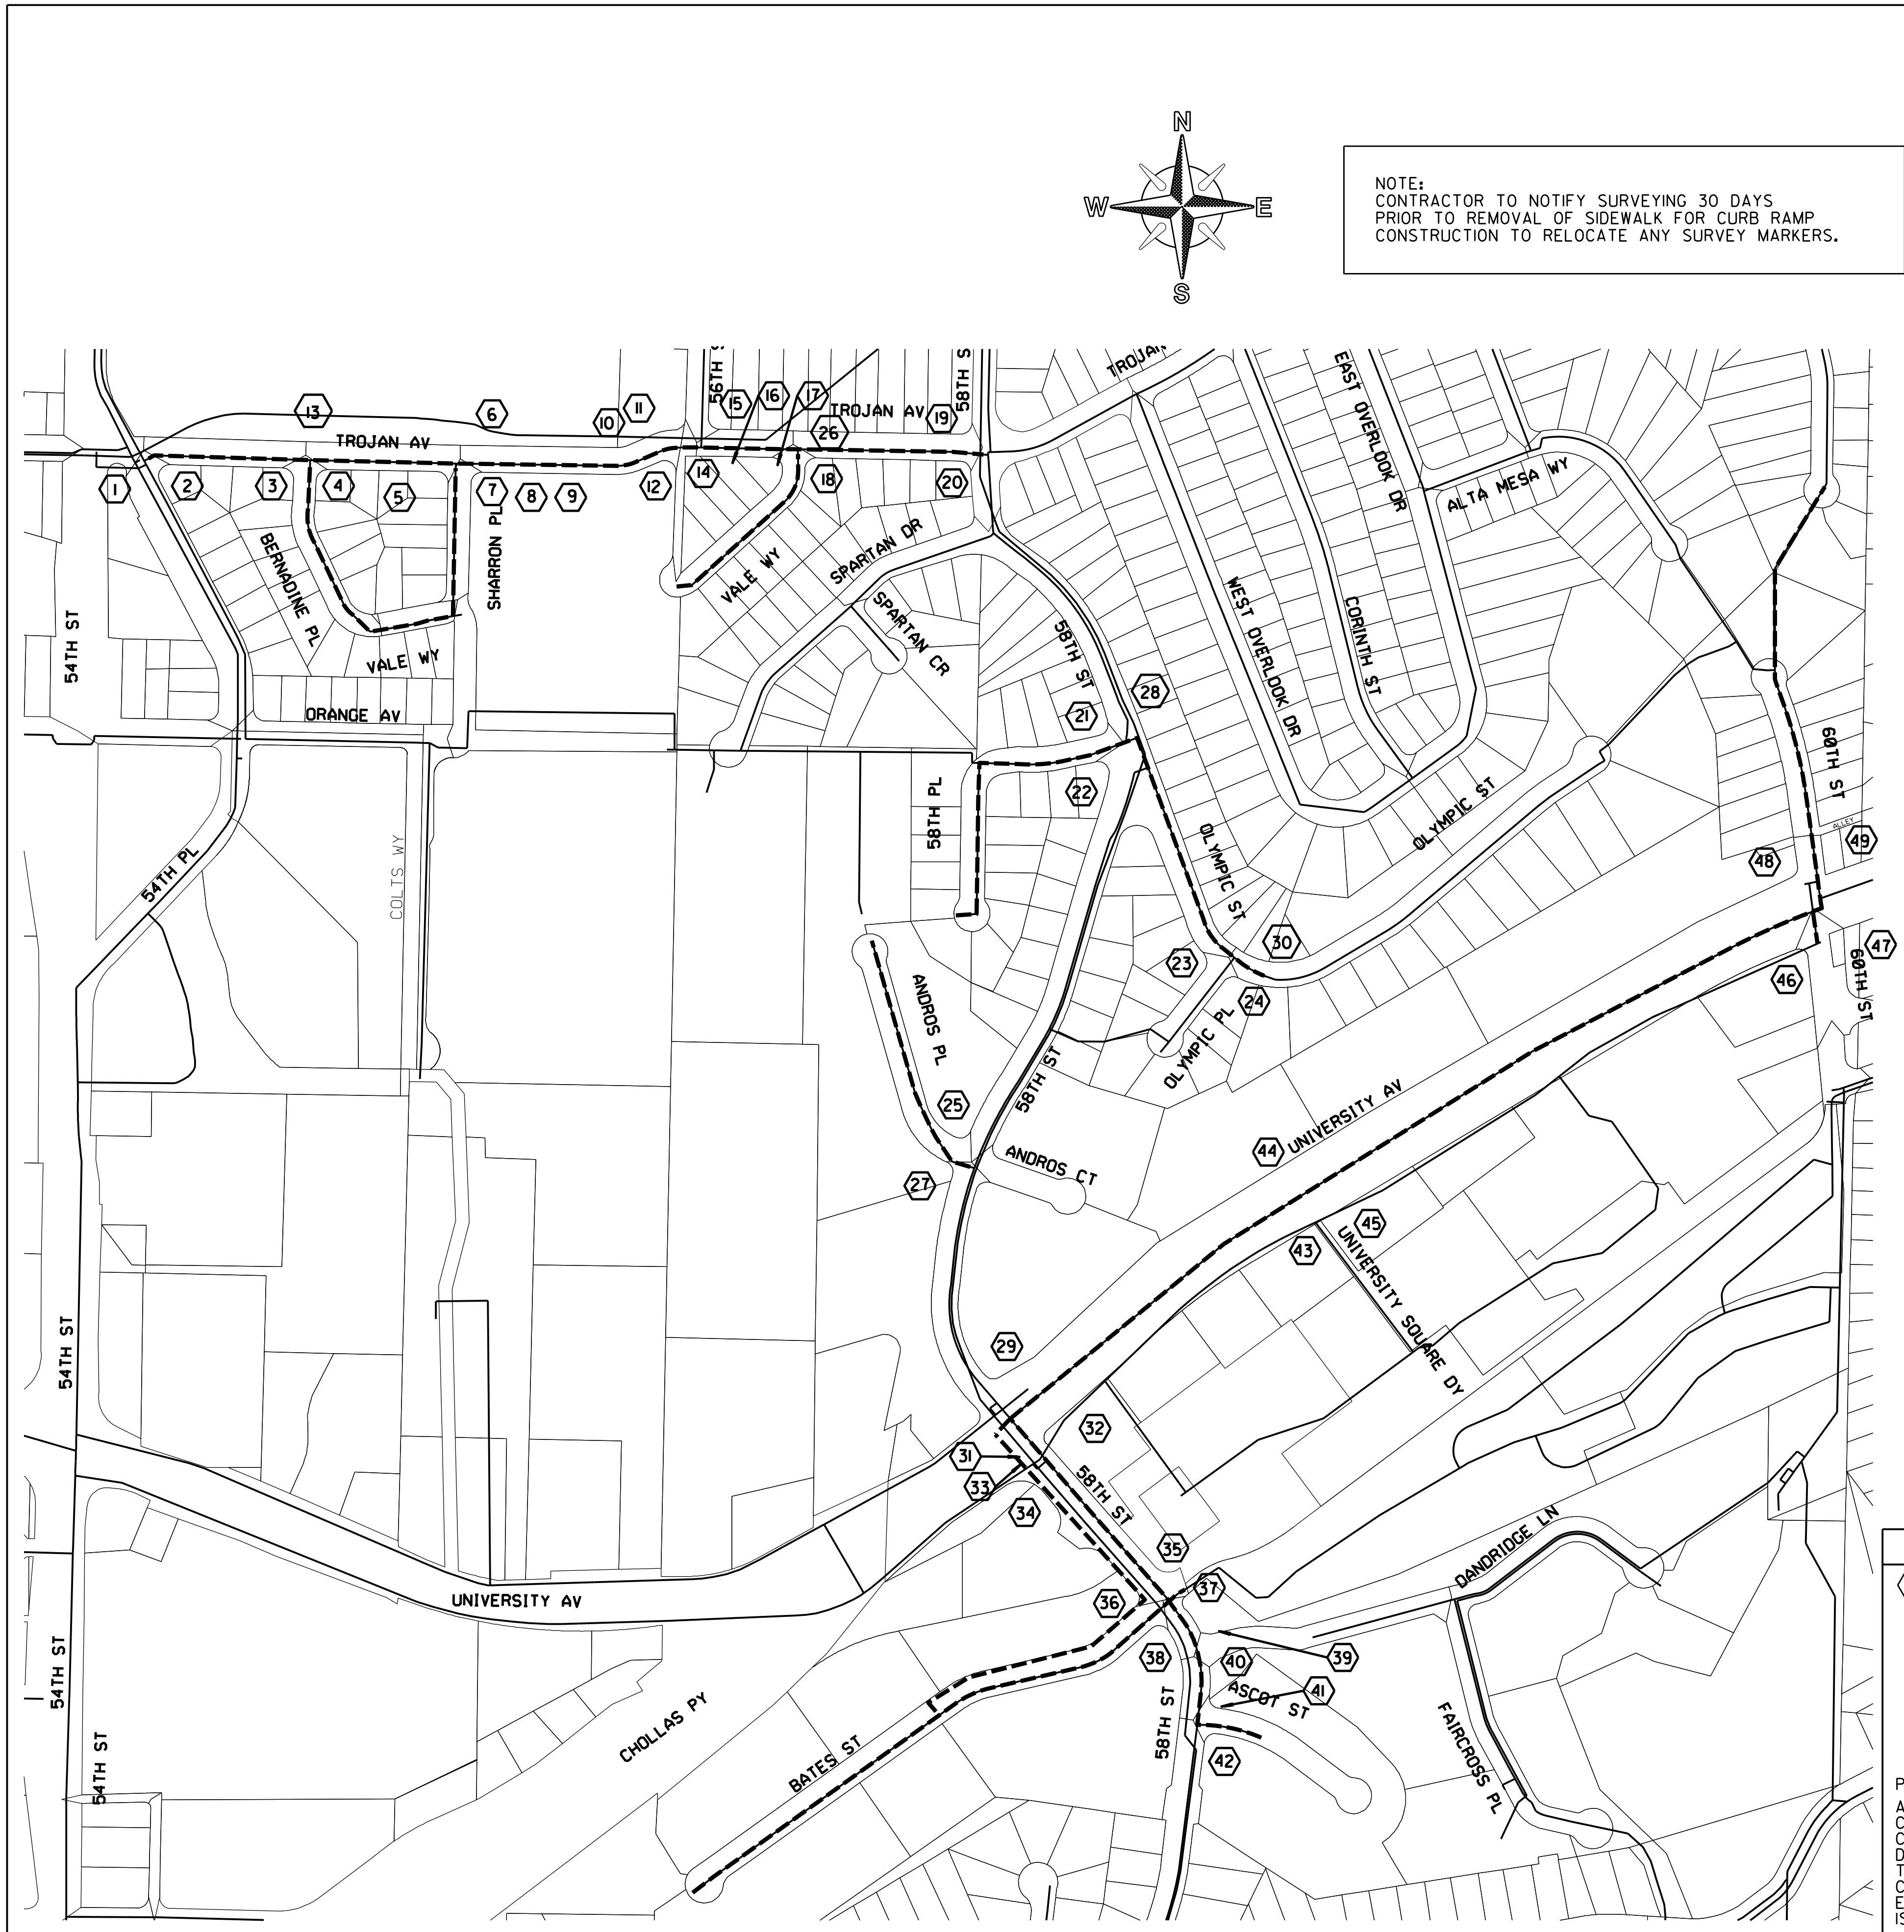 N
W
E
S
NOTE:
CONTRACTOR TO NOTIFY SURVEYING 30 DAYS
PRIOR TO REMOVAL OF SIDEWALK FOR CURB RAMP
CONSTRUCTION TO RELOCATE ANY SURVEY MARKERS.
TROJAN
56TH S
58TH S
EAST OVERLOOK DR
13
6
10
11
15
16
17
26
TROJAN AV
19
TROJAN AV
1
2
3
4
5
7
8
9
12
14
18
20
ALTA MESA WY
BERNADINE PL
SHARRON PL
VALE WY
SPARTAN DR
SPARTAN CR
54TH ST
VALE WY
ORANGE AV
58TH ST
WEST OVERLOOK DR
CORINTH ST
28
21
22
58TH PL
60TH ST
OLYMPIC ST
OLYMPIC ST
ALLEY
49
48
54TH PL
COLTS WY
23
30
24
47
46
60TH ST
ANDROS PL
OLYMPIC PL
58TH ST
25
ANDROS CT
27
44
UNIVERSITY AV
45
43
UNIVERSITY SQUARE DY
29
54TH ST
32
31
33
34
58TH ST
35
37
36
38
DANDRIDGE LN
UNIVERSITY AV
39
40
41
ASCOT ST
42
54TH ST
58TH ST
CHOLLAS PY
BATES ST
FAIRCROSS PL
54TH ST
P
A
C
C
D
T
C
E
IS